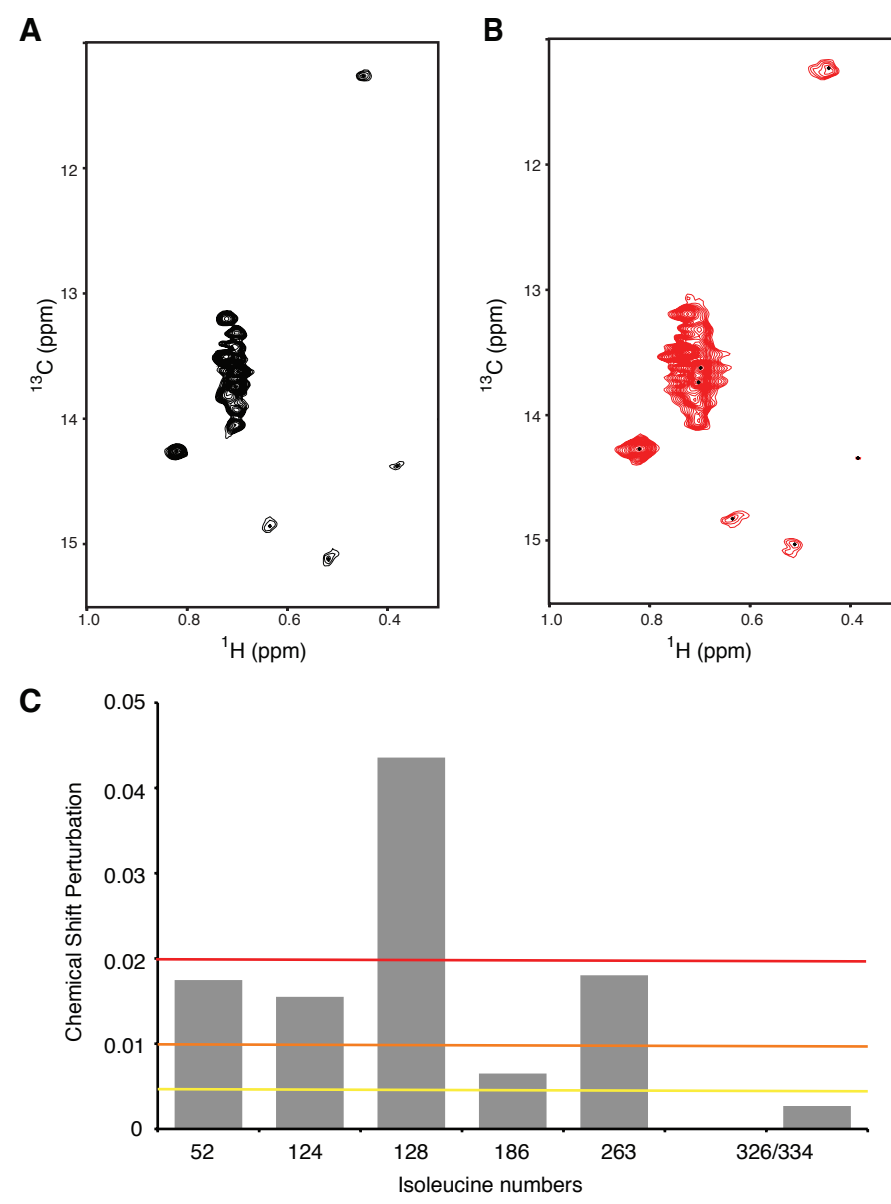 A
B
12
13
14
15
12
13
14
15
13C (ppm)
13C (ppm)
1.0 0.8 0.6 0.4
1.0 0.8 0.6 0.4
1H (ppm)
1H (ppm)
C
0.05
0.04
0.03
0.02
0.01
0
Chemical Shift Perturbation
52 124 128 186 263 326/334
Isoleucine numbers